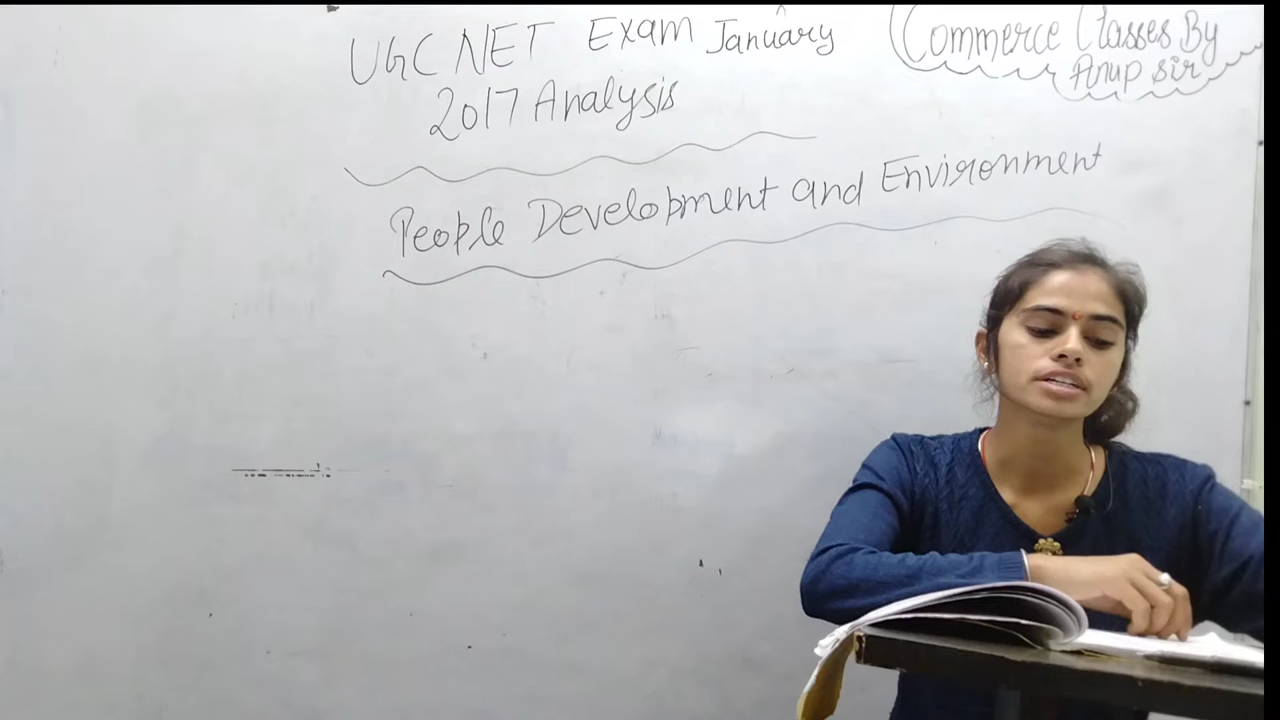 UGC NET Exam January
2017 Analysis
Commerce Classes By
Anup sir
People Development and Environment